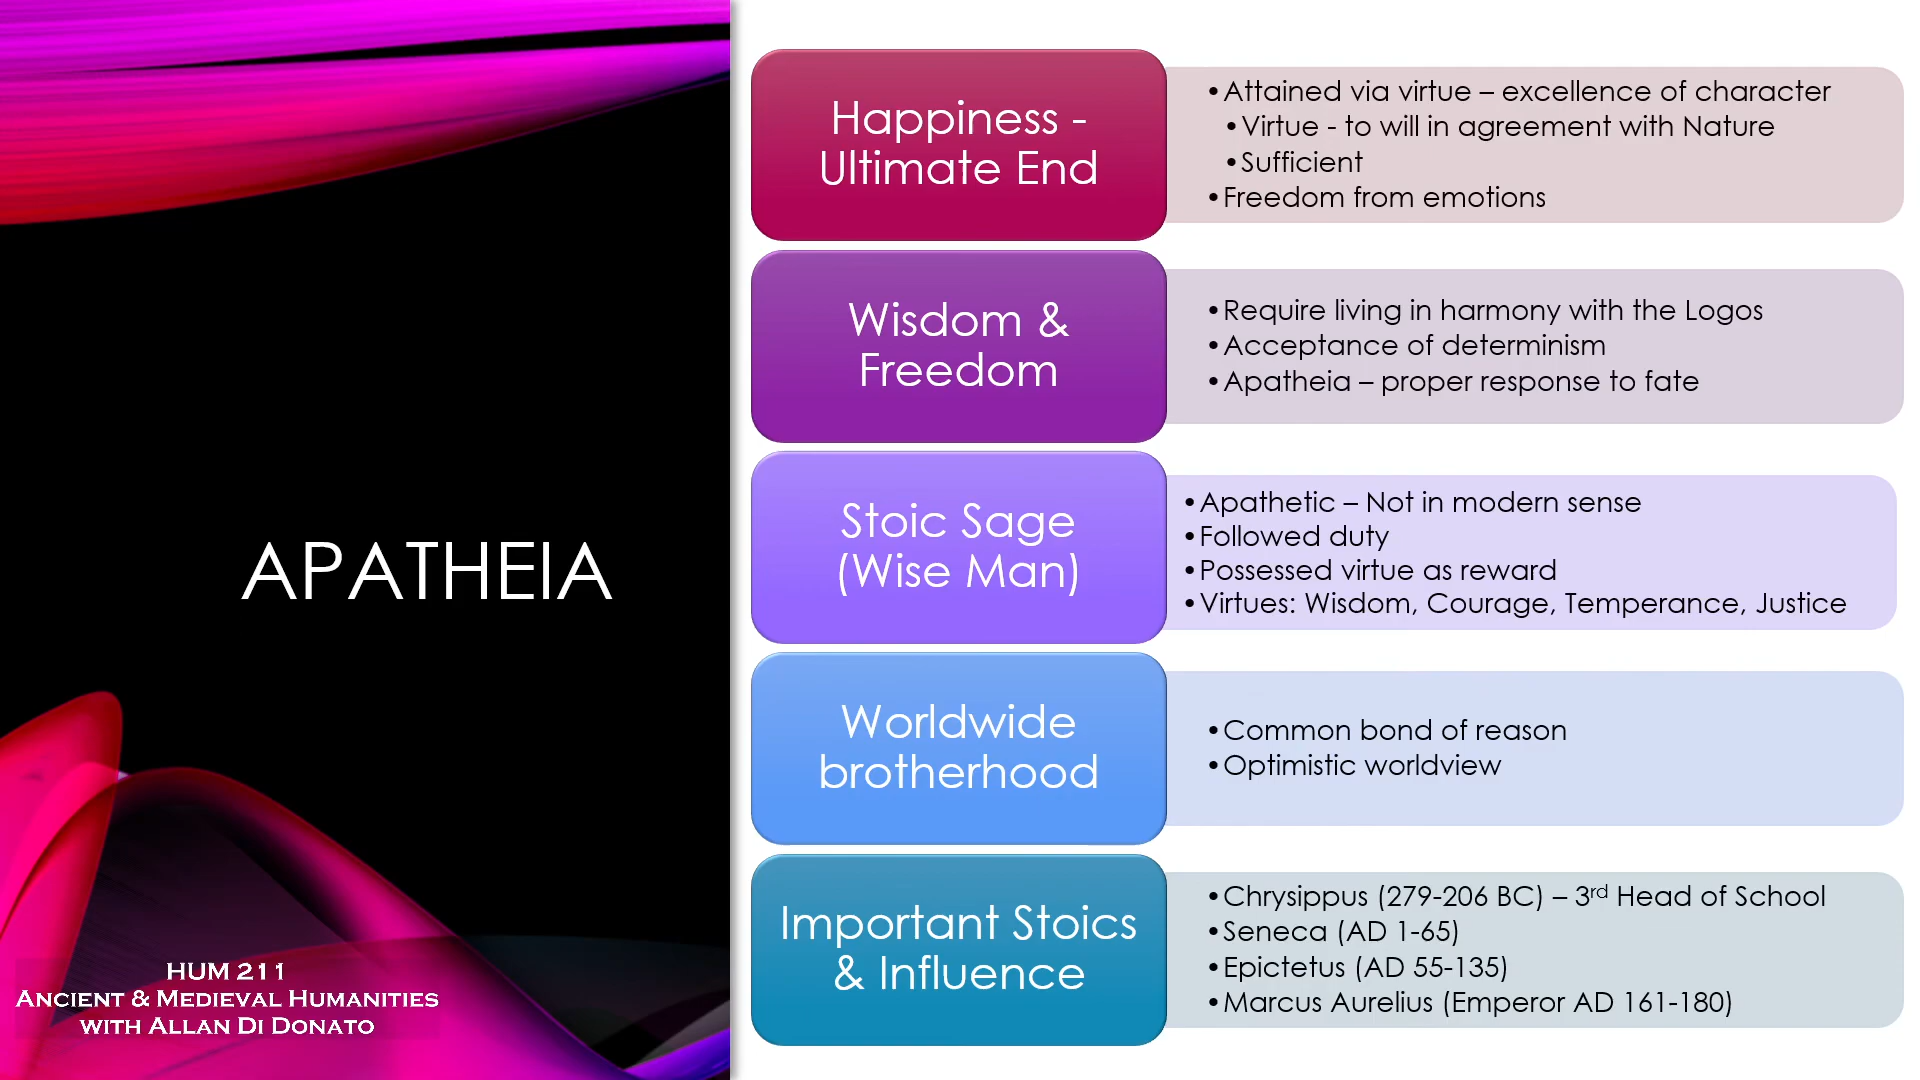 APATHEIA
HUM 211
Ancient & Medieval Humanities
with Allan Di Donato
Happiness -
Ultimate End
•Attained via virtue – excellence of character
•Virtue - to will in agreement with Nature
•Sufficient
•Freedom from emotions
Wisdom &
Freedom
•Require living in harmony with the Logos
•Acceptance of determinism
•Apatheia – proper response to fate
Stoic Sage
(Wise Man)
•Apathetic – Not in modern sense
•Followed duty
•Possessed virtue as reward
•Virtues: Wisdom, Courage, Temperance, Justice
Worldwide
brotherhood
•Common bond of reason
•Optimistic worldview
Important Stoics
& Influence
•Chrysippus (279-206 BC) – 3rd Head of School
•Seneca (AD 1-65)
•Epictetus (AD 55-135)
•Marcus Aurelius (Emperor AD 161-180)